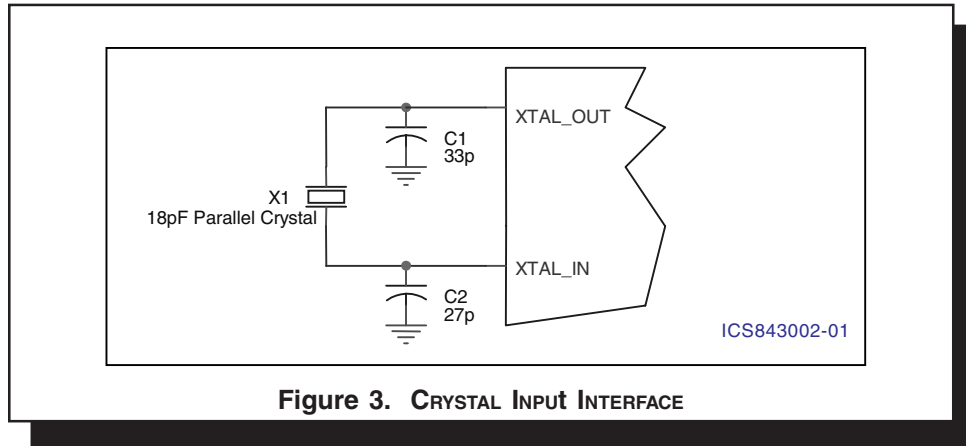 XTAL_OUT
C1
33p
X1
18pF Parallel Crystal
XTAL_IN
C2
27p
ICS843002-01
Figure 3. CRYSTAL INPUt INTERFACE